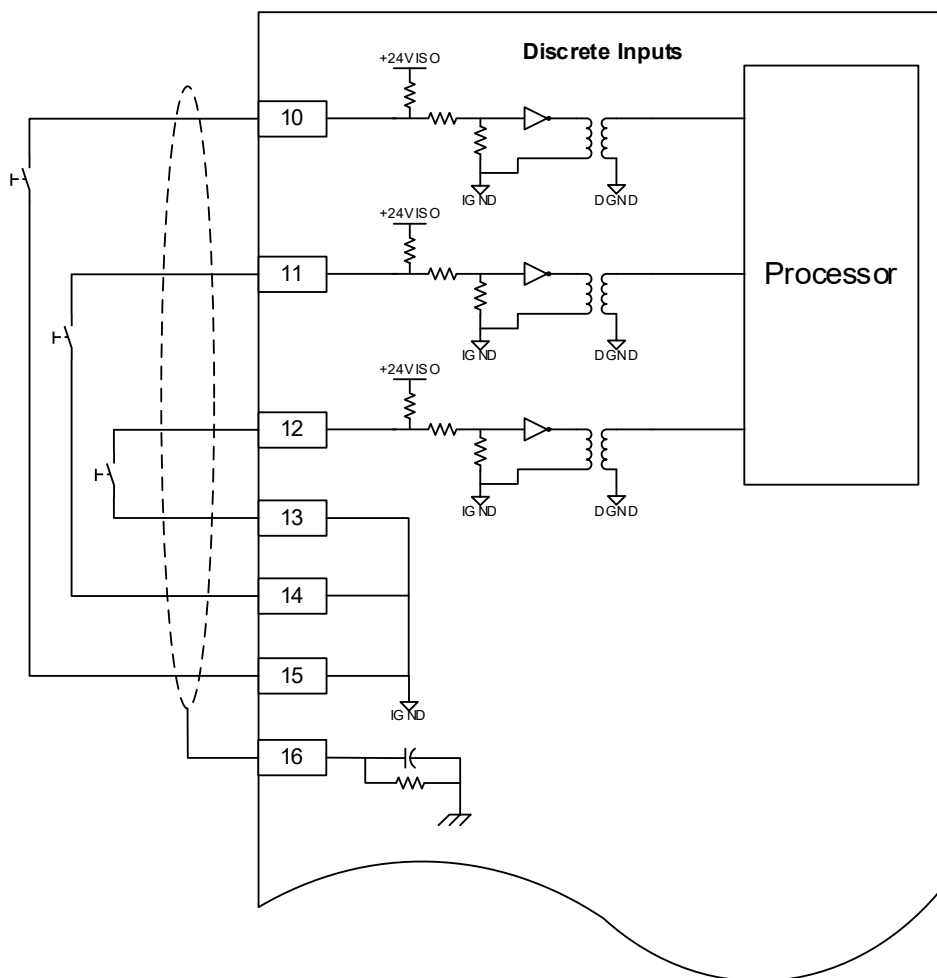 Discrete Inputs
+24VISO
10
IGND
DGND
+24VISO
11
Processor
IGND
DGND
+24VISO
12
IGND
DGND
13
14
15
IGND
16